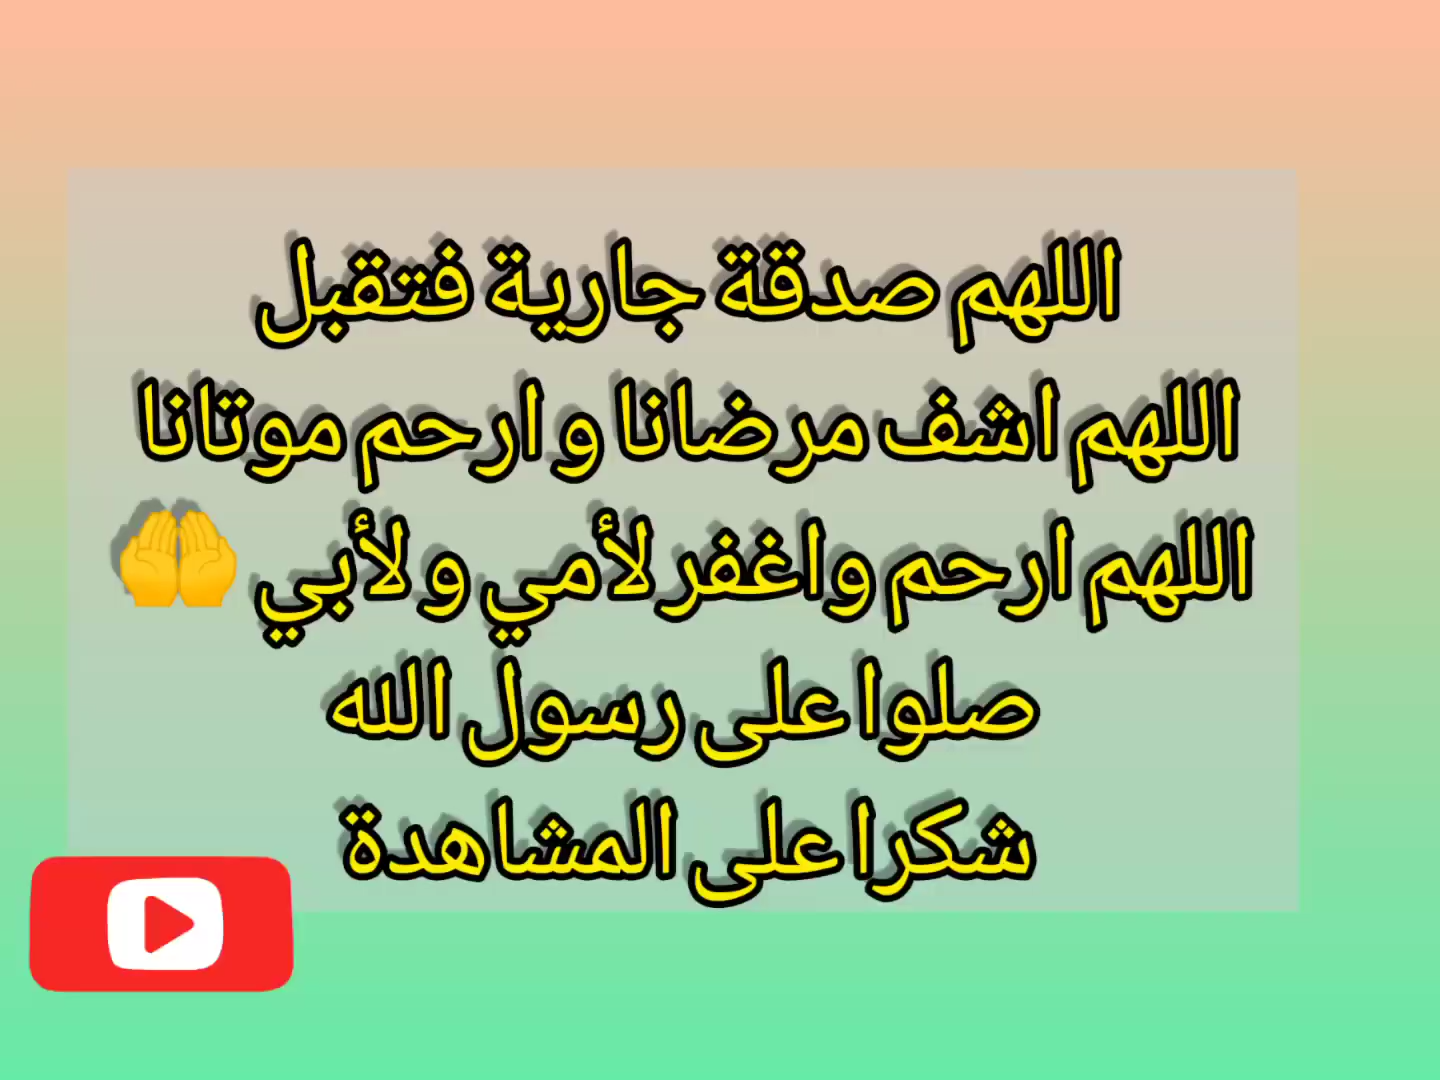 اللهم صدقة جارية فتقبل
اللهم اشف مرضانا و ارحم موتانا
اللهم ارحم واغفر لأمي و لأبي 🤲
صلوا على رسول الله
شكرا على المشاهدة